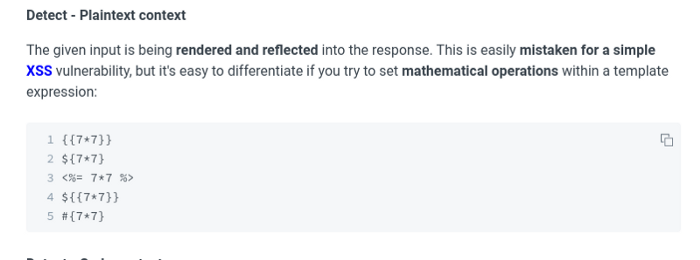 Detect - Plaintext context
The given input is being rendered and reflected into the response. This is easily mistaken for a simple
XSS vulnerability, but it's easy to differentiate if you try to set mathematical operations within a template
expression:
1 {{7*7}}
2 ${7*7}
3 <%= 7*7 %>
4 ${{7*7}}
5 #{7*7}